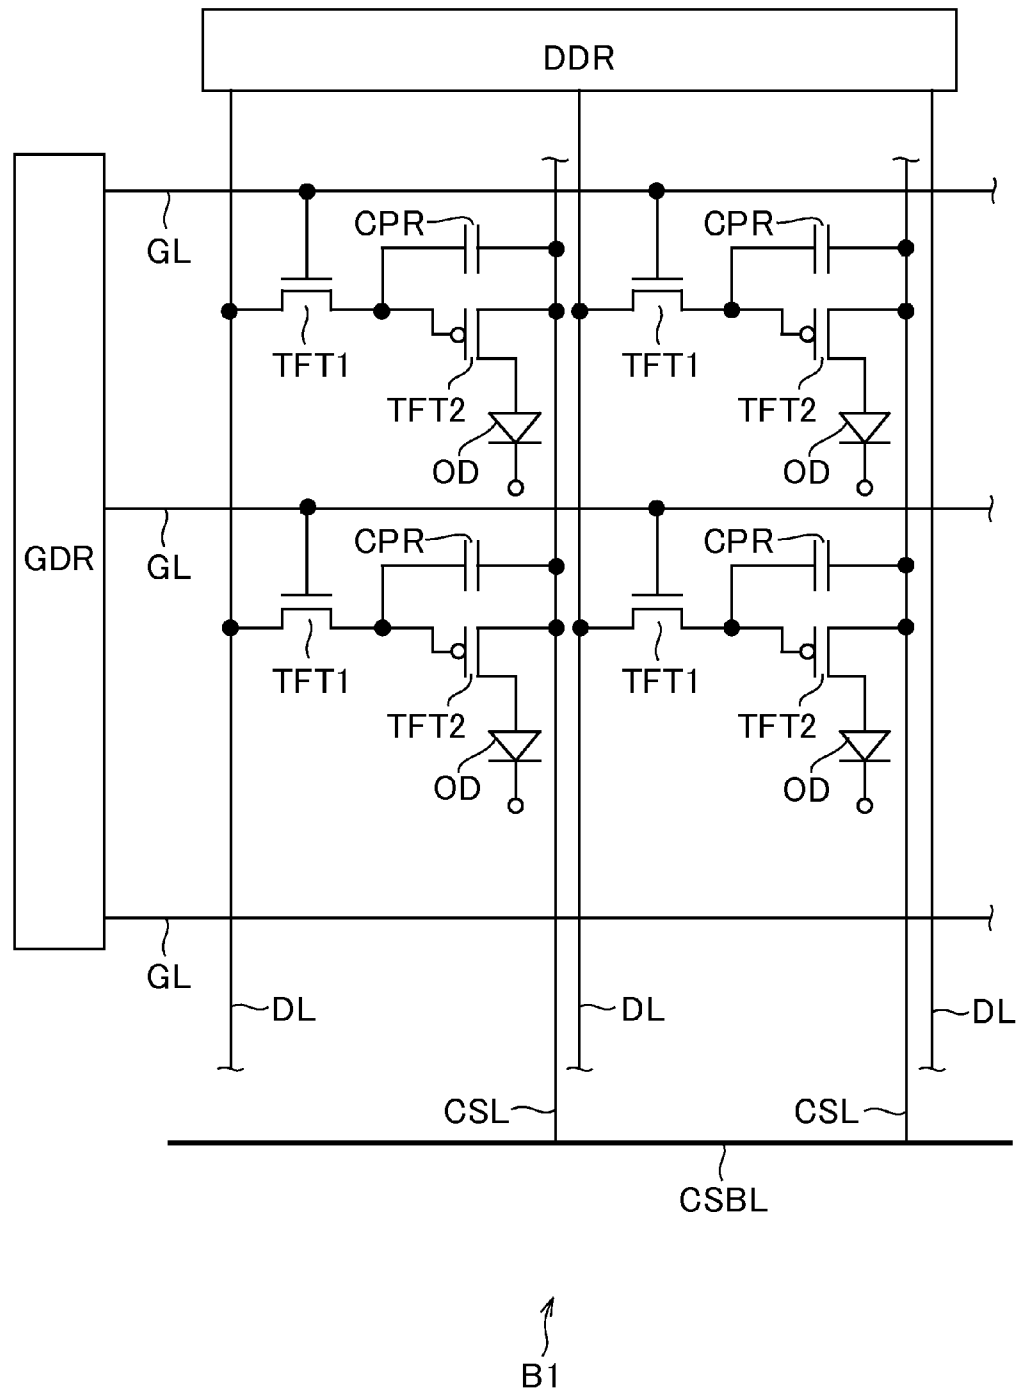 DDR
CPR CPR
GL
TFT1 TFT1
TFT2 TFT2
OD OD
CPR CPR
GDR
GL
TFT1 TFT1
TFT2 TFT2
OD OD
GL
DL DL DL
CSL CSL
CSBL
B1